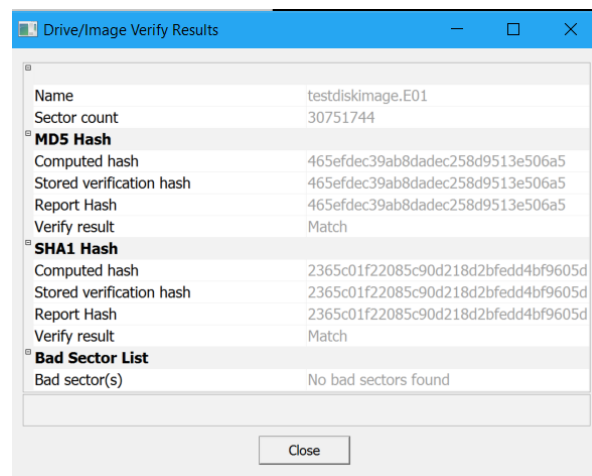 Drive/Image Verify Results
Name testdiskimage.E01
Sector count 30751744
MD5 Hash
Computed hash 465efdec39ab8dadec258d9513e506a5
Stored verification hash 465efdec39ab8dadec258d9513e506a5
Report Hash 465efdec39ab8dadec258d9513e506a5
Verify result Match
SHA1 Hash
Computed hash 2365c01f22085c90d218d2bfedd4bf9605d
Stored verification hash 2365c01f22085c90d218d2bfedd4bf9605d
Report Hash 2365c01f22085c90d218d2bfedd4bf9605d
Verify result Match
Bad Sector List
Bad sector(s) No bad sectors found
Close